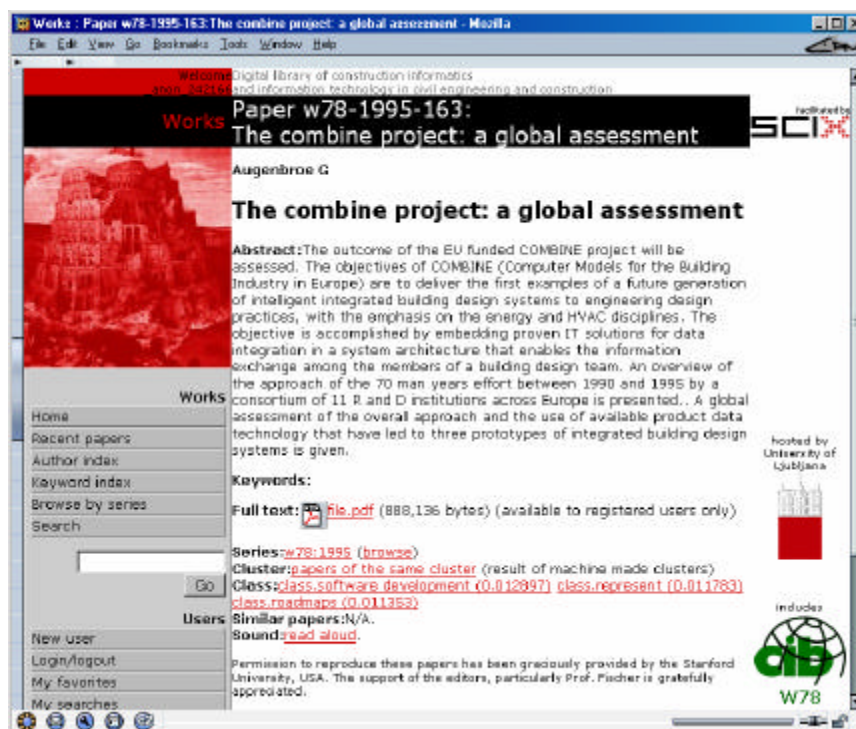 Works : Paper w78-1995-163:The combine project: a global assessment - Mozilla
File Edit View Go Bookmarks Tools Window Help
Welcome Digital library of construction informatics
anon_242166 and information technology in civil engineering and construction
Works
Paper w78-1995-163:
The combine project: a global assessment
facilitated by
SCIX
Augenbroe G
The combine project: a global assessment
Abstract:The outcome of the EU funded COMBINE project will be
assessed. The objectives of COMBINE (Computer Models for the Building
Industry in Europe) are to deliver the first examples of a future generation
of intelligent integrated building design systems to engineering design
practices, with the emphasis on the energy and HVAC disciplines. The
objective is accomplished by embedding proven IT solutions for data
integration in a system architecture that enables the information
exchange among the members of a building design team. An overview of
the approach of the 70 man years effort between 1990 and 1995 by a
consortium of 11 R and D institutions across Europe is presented.. A global
assessment of the overall approach and the use of available product data
technology that have led to three prototypes of integrated building design
systems is given.
Keywords:
Full text: file.pdf (888,136 bytes) (available to registered users only)
Series:w78:1995 (browse)
Cluster:papers of the same cluster (result of machine made clusters)
Class:class.software development (0.012897) class.represent (0.011783)
class.roadmaps (0.011353)
Similar papers:N/A.
Sound:read aloud.
Permission to reproduce these papers has been graciously provided by the Stanford
University, USA. The support of the editors, particularly Prof. Fischer is gratefully
appreciated.
Works
Home
Recent papers
Author index
Keyword index
Browse by series
Search
Go
Users
New user
Login/logout
My favorites
My searches
hosted by
University of
Ljubljana
includes
cib
W78